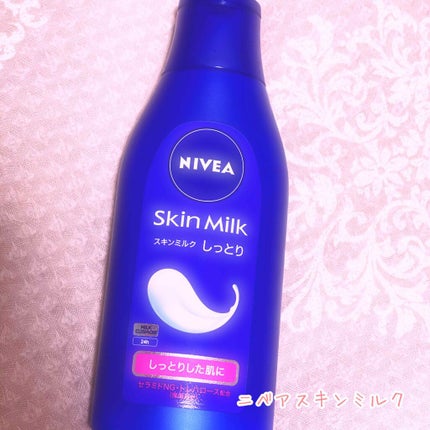 NIVEA
Skin Milk
スキンミルク しっとり
MILK
24h
しっとりした肌に
セラミドNG・トレハロース配合
ニベアスキンミルク